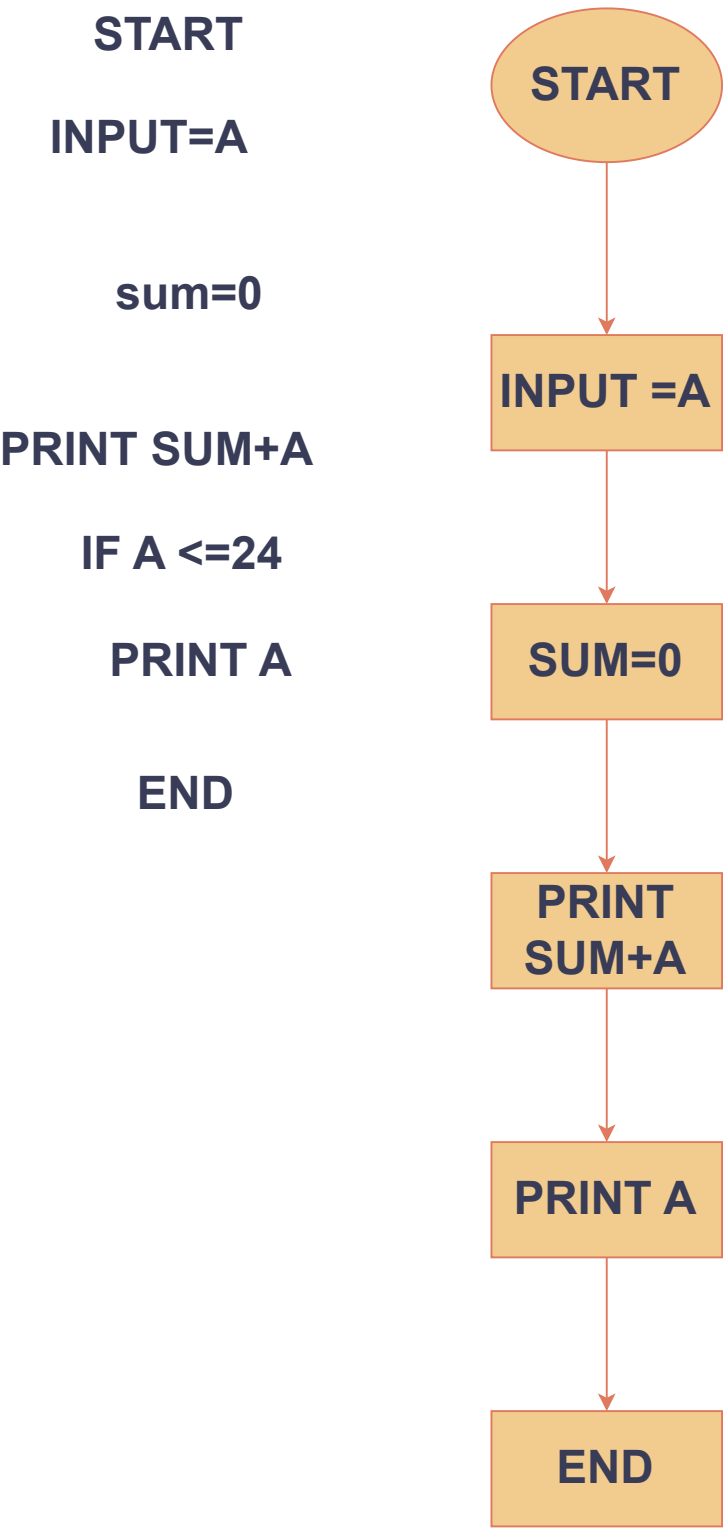 START
INPUT=A
sum=0
PRINT SUM+A
IF A <=24
PRINT A
END
START
INPUT =A
SUM=0
PRINT
SUM+A
PRINT A
END